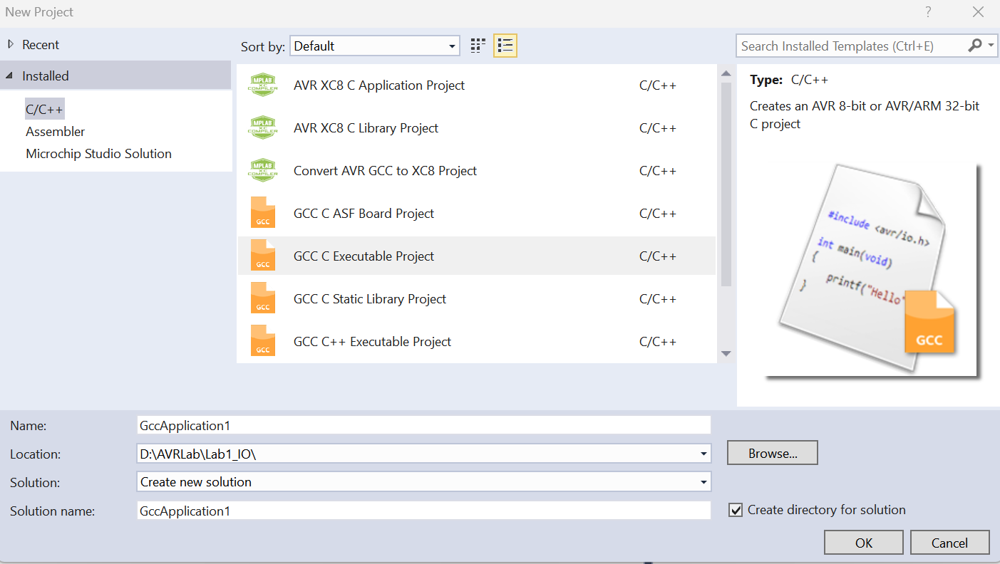 New Project
Recent
Installed
C/C++
Assembler
Microchip Studio Solution
Sort by: Default
Search Installed Templates (Ctrl+E)
MPLAB XC COMPILER AVR XC8 C Application Project C/C++
MPLAB XC COMPILER AVR XC8 C Library Project C/C++
MPLAB XC COMPILER Convert AVR GCC to XC8 Project C/C++
GCC GCC C ASF Board Project C/C++
GCC GCC C Executable Project C/C++
GCC GCC C Static Library Project C/C++
GCC GCC C++ Executable Project C/C++
Type: C/C++
Creates an AVR 8-bit or AVR/ARM 32-bit
C project
#include <avr/io.h>
int main(void)
{
printf("Hello"
}
GCC
Name: GccApplication1
Location: D:\AVRLab\Lab1_IO\ Browse...
Solution: Create new solution
Solution name: GccApplication1 Create directory for solution
OK Cancel